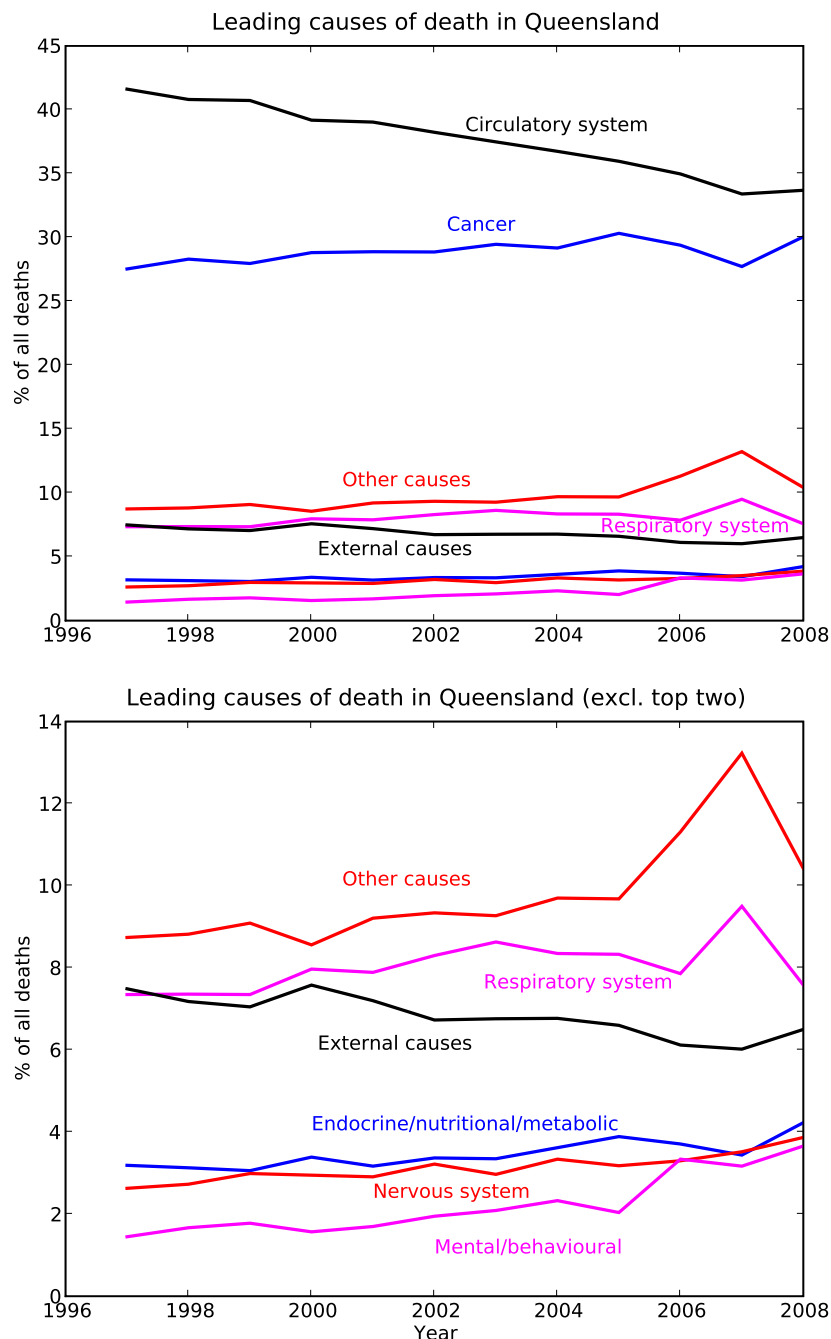 Leading causes of death in Queensland
45
40
35
30
25
20
15
10
5
0
% of all deaths
Circulatory system
Cancer
Other causes
Respiratory system
External causes
1996
1998
2000
2002
2004
2006
2008
Leading causes of death in Queensland (excl. top two)
14
12
10
8
6
4
2
0
% of all deaths
Other causes
Respiratory system
External causes
Endocrine/nutritional/metabolic
Nervous system
Mental/behavioural
1996
1998
2000
2002
2004
2006
2008
Year